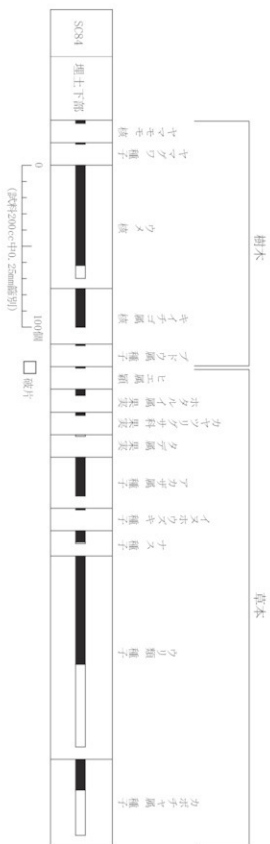 樹木
草本
ヤマモモ 核
ヤマグワ 種子
ウメ 核
キイチゴ属 核
ブドウ属 種子
ヒエ属 穎
ホタルイ属 果実
カヤツリグサ科 果実
タデ属 果実
アカザ属 種子
イヌホウズキ 種子
ナス 種子
ウリ類 種子
カボチャ属 種子
SC84
埋土下部
0
100個
(試料200cc中0.25mm篩別)
破片